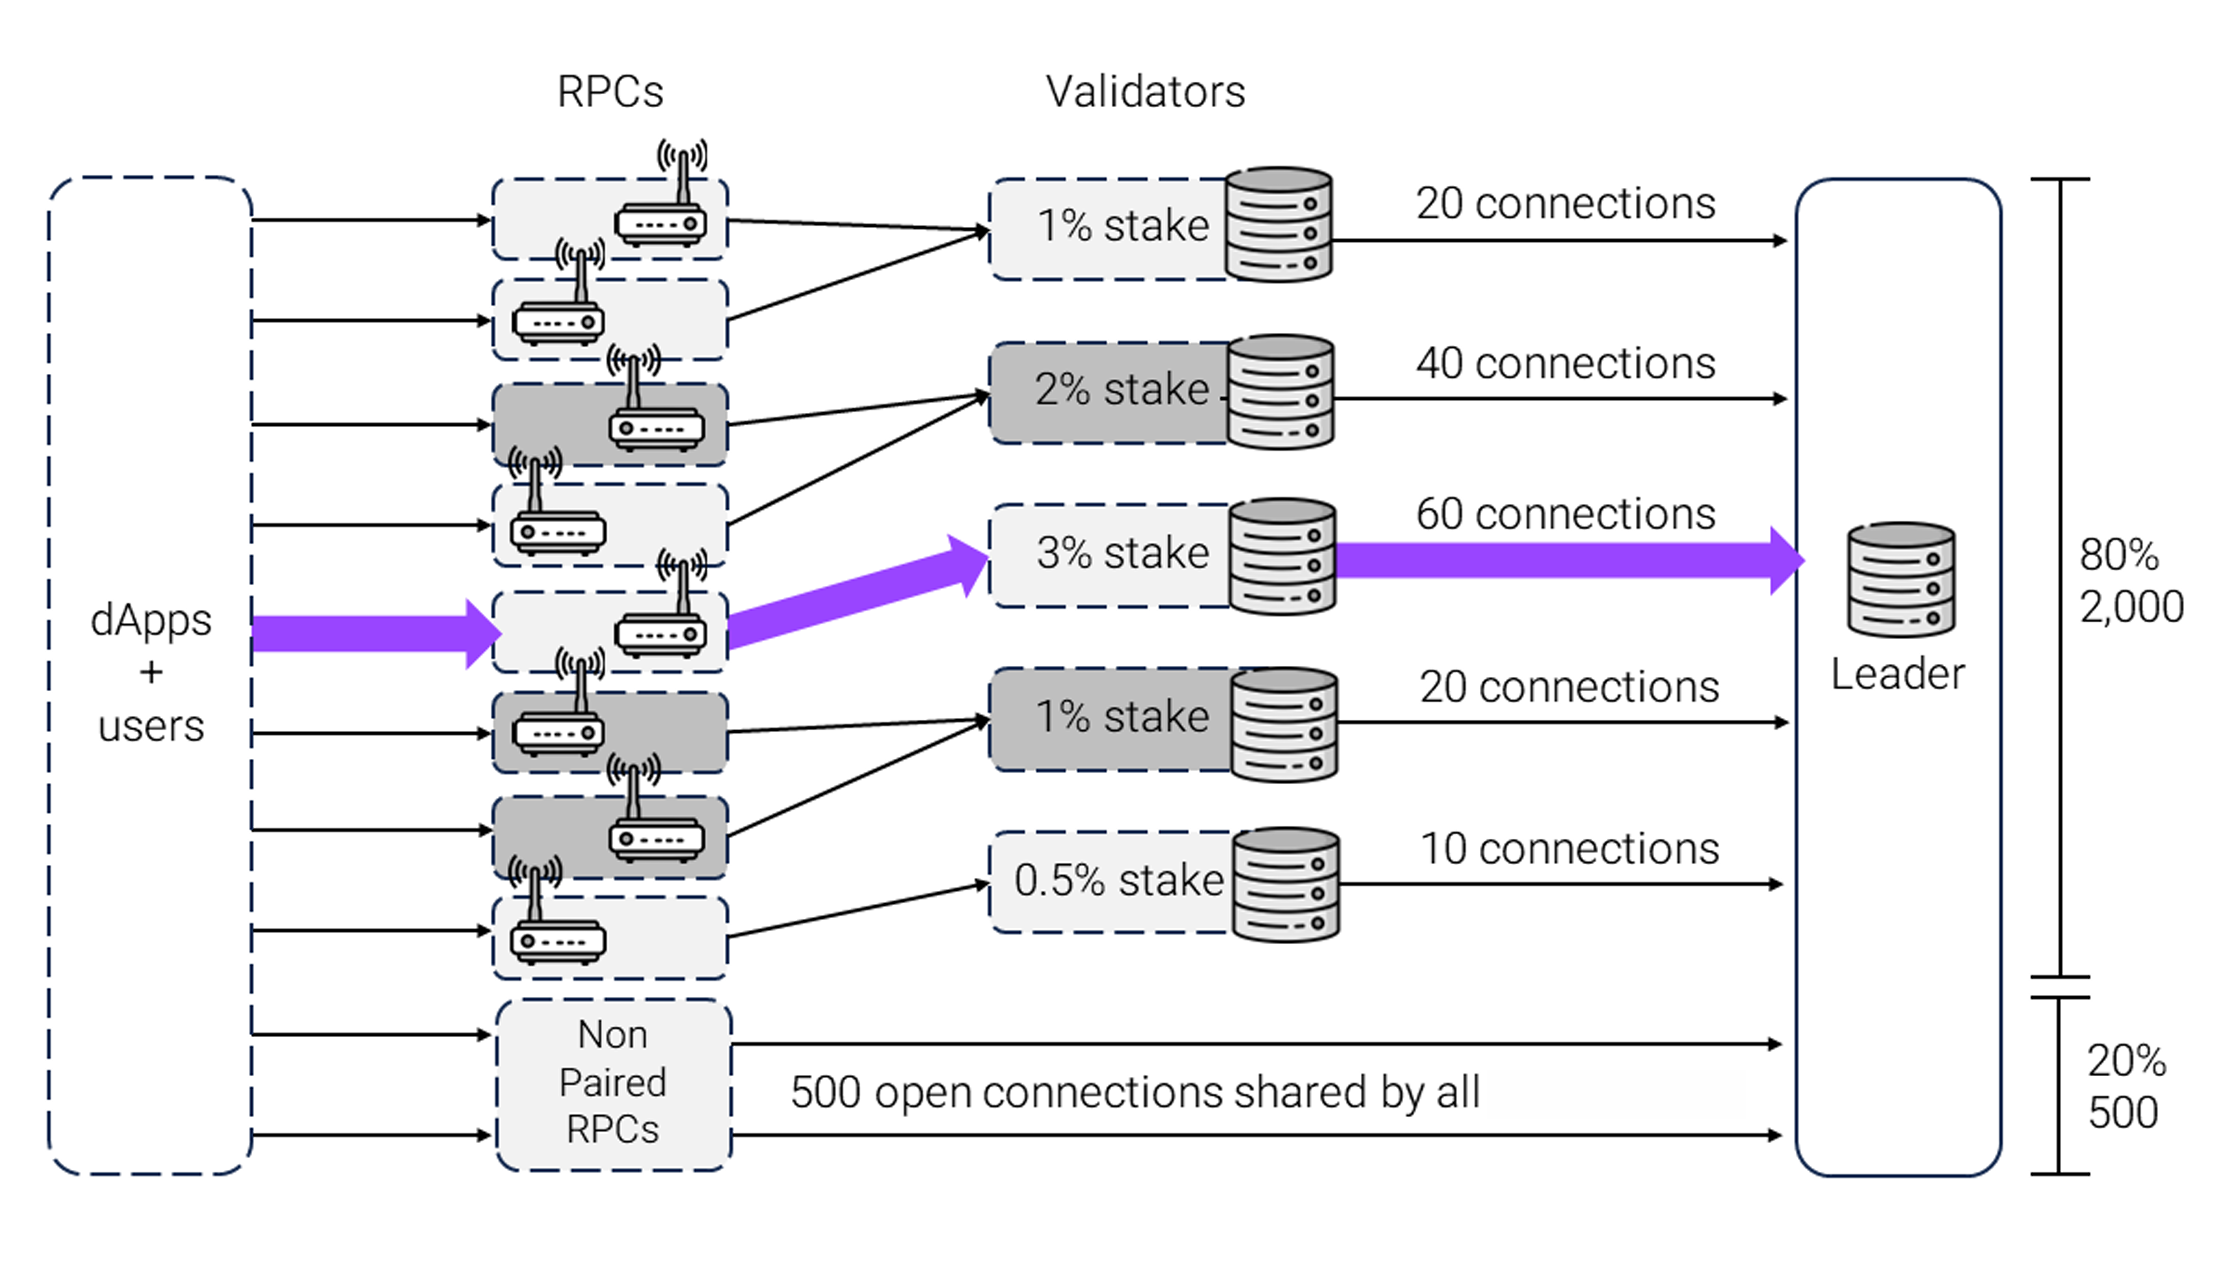 RPCs
Validators
dApps
+
users
1% stake
2% stake
3% stake
1% stake
0.5% stake
20 connections
40 connections
60 connections
20 connections
10 connections
Leader
80%
2,000
Non
Paired
RPCs
500 open connections shared by all
20%
500